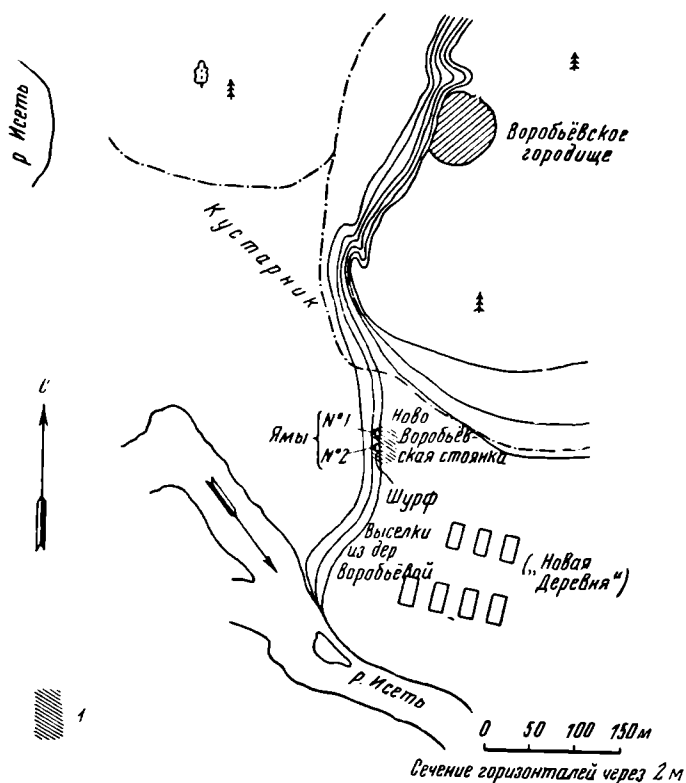 р. Исеть
Воробьёвское
городище
Кустарник
С
Ямы
№1
№2
Ново
Воробьёв-
ская стоянка
Шурф
Выселки
из дер
Воробьёвой
(„Новая
Деревня")
р. Исеть
1
0 50 100 150 м
Сечение горизонталей через 2 м